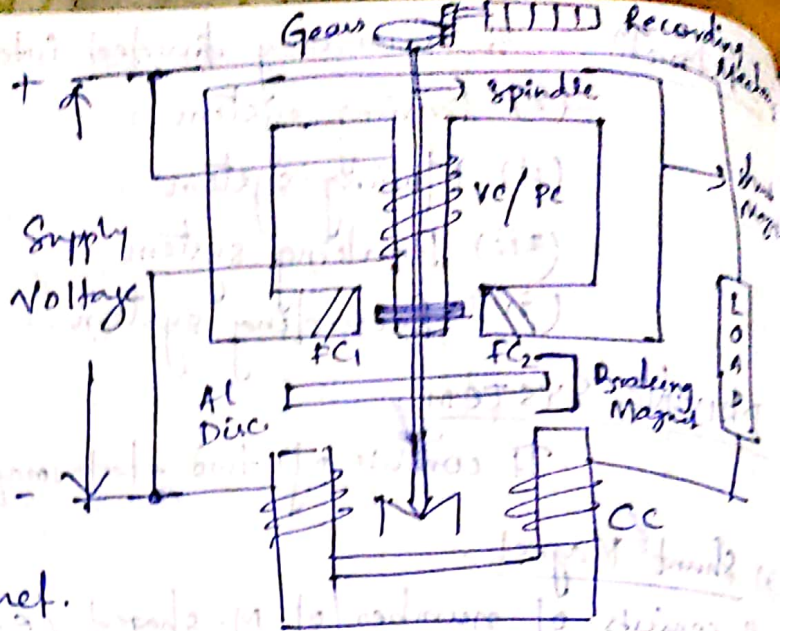 Gears
Recording
+
spindle
VC/PC
Supply
Voltage
FC1
FC2
Al
Disc.
Braking
Magnet
L
O
A
D
-
CC
net.